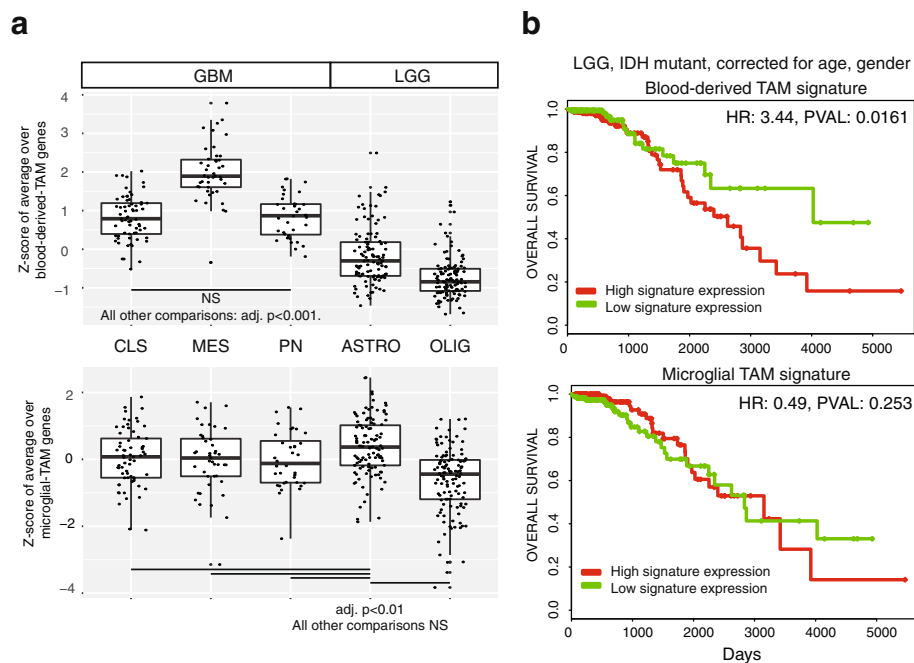 a
GBM
LGG
Z-score of average over
blood-derived-TAM genes
4
3
2
1
0
−1
NS
All other comparisons: adj. p<0.001.
CLS
MES
PN
ASTRO
OLIG
Z-score of average over
microglial-TAM genes
2
0
−2
−4
adj. p<0.01
All other comparisons NS
b
LGG, IDH mutant, corrected for age, gender
Blood-derived TAM signature
HR: 3.44, PVAL: 0.0161
OVERALL SURVIVAL
1.0
0.8
0.6
0.4
0.2
0.0
High signature expression
Low signature expression
0 1000 2000 3000 4000 5000
Microglial TAM signature
HR: 0.49, PVAL: 0.253
OVERALL SURVIVAL
1.0
0.8
0.6
0.4
0.2
0.0
High signature expression
Low signature expression
0 1000 2000 3000 4000 5000
Days